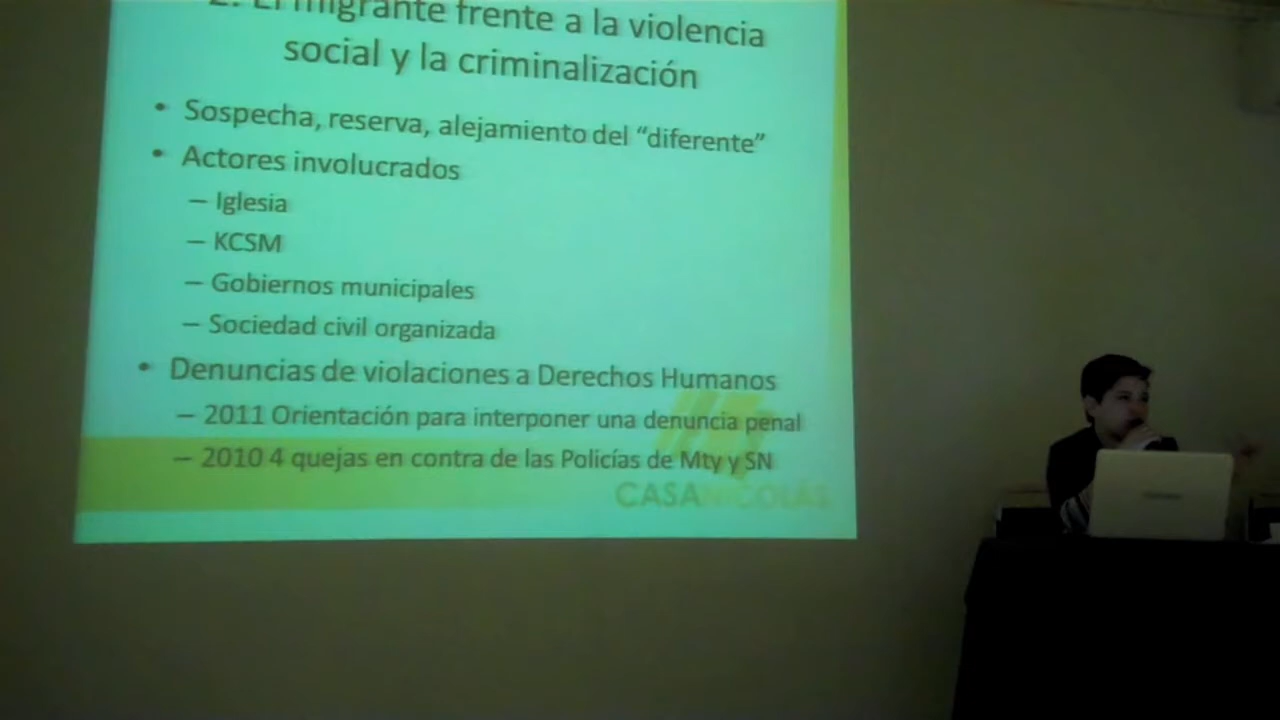 2. El migrante frente a la violencia
social y la criminalización
• Sospecha, reserva, alejamiento del “diferente”
• Actores involucrados
– Iglesia
– KCSM
– Gobiernos municipales
– Sociedad civil organizada
• Denuncias de violaciones a Derechos Humanos
– 2011 Orientación para interponer una denuncia penal
– 2010 4 quejas en contra de las Policías de Mty y SN
CASANICOLÁS